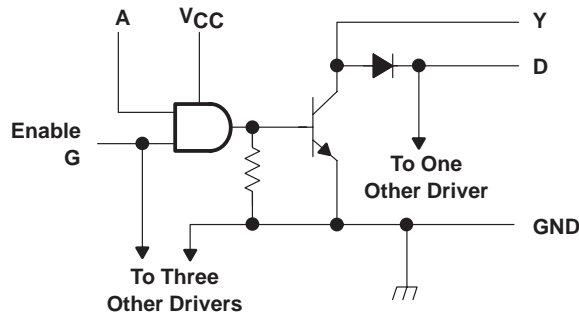 A
VCC
Y
D
Enable
G
To One
Other Driver
GND
To Three
Other Drivers